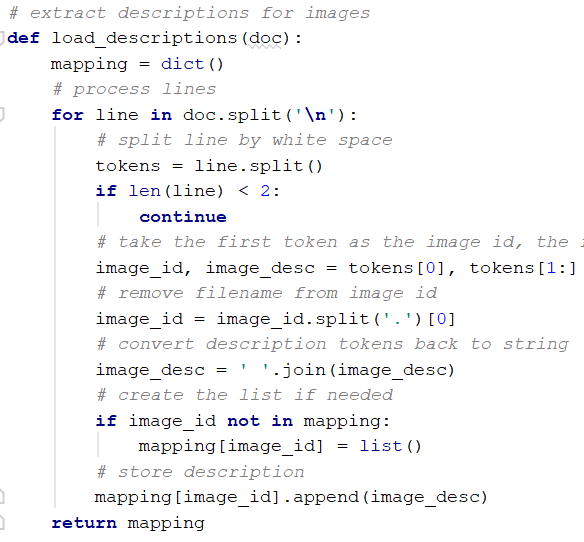 # extract descriptions for images
def load_descriptions(doc):
    mapping = dict()
    # process lines
    for line in doc.split('\n'):
        # split line by white space
        tokens = line.split()
        if len(line) < 2:
            continue
        # take the first token as the image id, the
        image_id, image_desc = tokens[0], tokens[1:]
        # remove filename from image id
        image_id = image_id.split('.')[0]
        # convert description tokens back to string
        image_desc = ' '.join(image_desc)
        # create the list if needed
        if image_id not in mapping:
            mapping[image_id] = list()
        # store description
        mapping[image_id].append(image_desc)
    return mapping